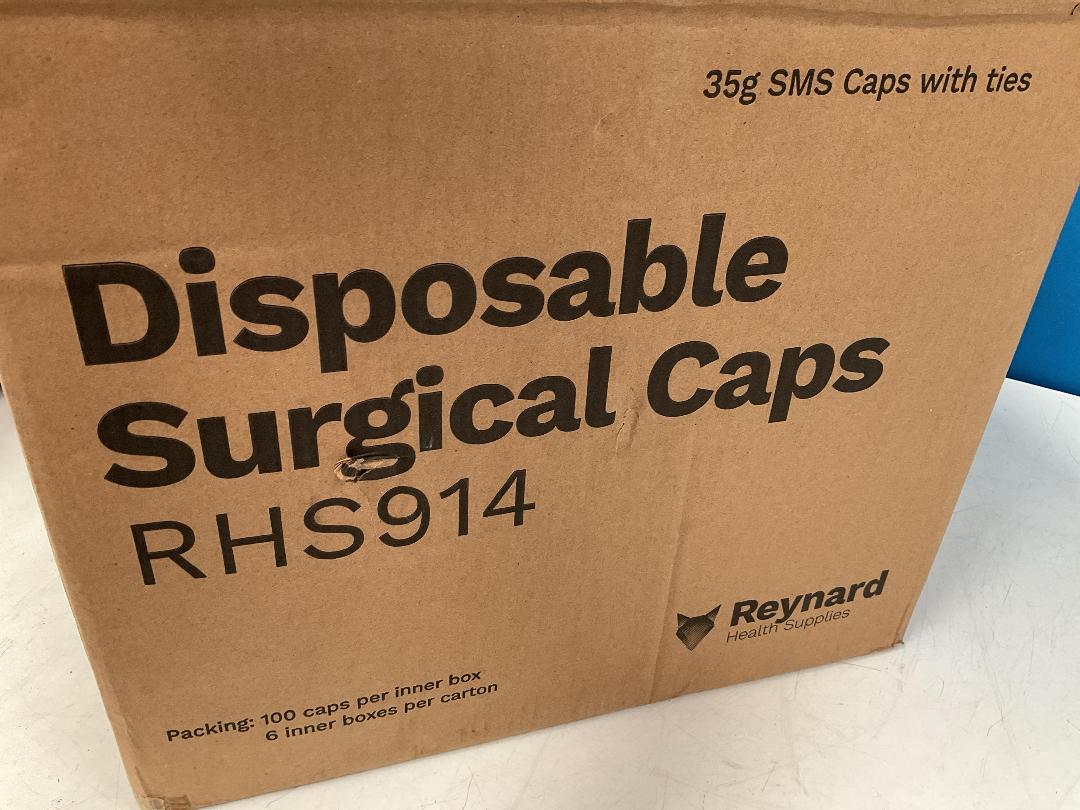 35g SMS Caps with ties
Disposable
Surgical Caps
RHS914
Reynard
Health Supplies
Packing: 100 caps per inner box
6 inner boxes per carton